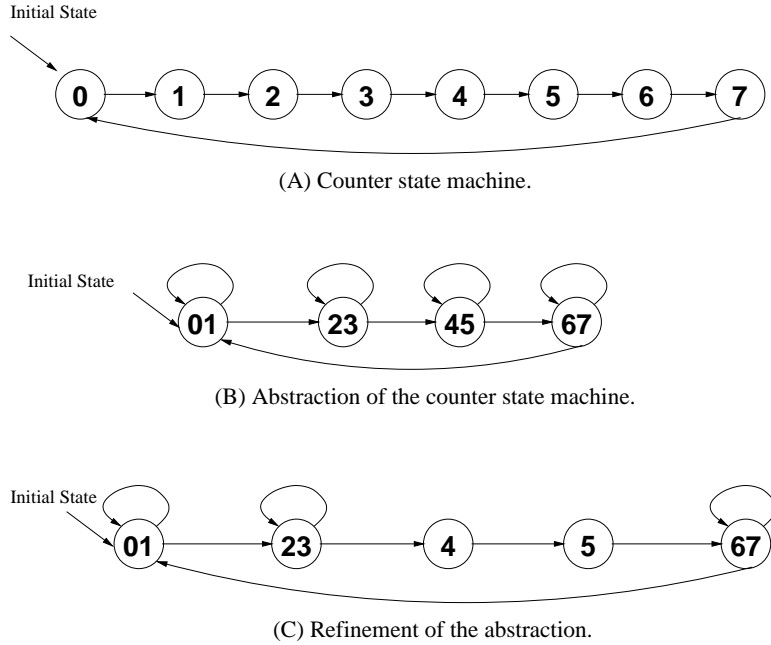 Initial State
0 1 2 3 4 5 6 7
(A) Counter state machine.
Initial State
01 23 45 67
(B) Abstraction of the counter state machine.
Initial State
01 23 4 5 67
(C) Refinement of the abstraction.